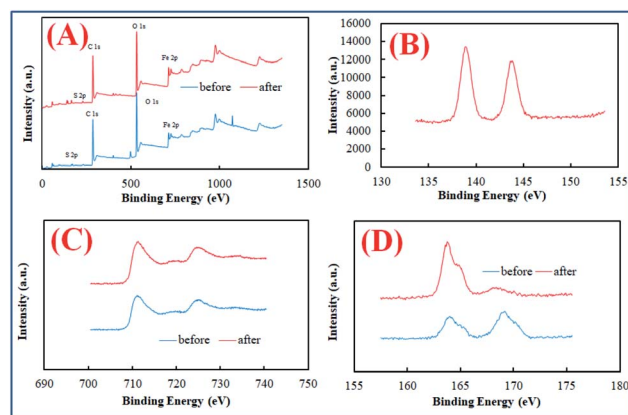 (A)
O 1s
C 1s
Fe 2p
S 2p
before
after
O 1s
C 1s
Fe 2p
S 2p
Intensity (a.u.)
0
500
1000
1500
Binding Energy (eV)
(B)
16000
14000
12000
10000
8000
6000
4000
2000
0
Intensity (a.u.)
130
135
140
145
150
155
Binding Energy (eV)
(C)
before
after
Intensity (a.u.)
690
700
710
720
730
740
750
Binding Energy (eV)
(D)
before
after
Intensity (a.u.)
155
160
165
170
175
180
Binding Energy (eV)